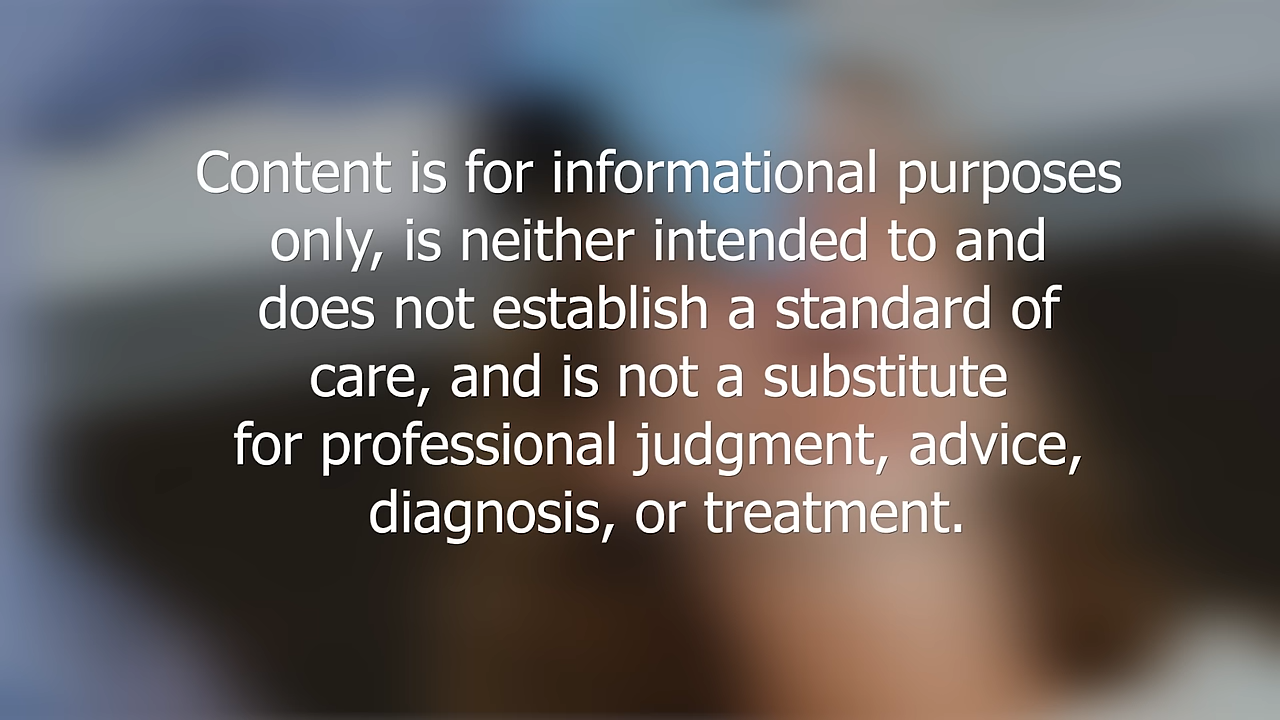 Content is for informational purposes
only, is neither intended to and
does not establish a standard of
care, and is not a substitute
for professional judgment, advice,
diagnosis, or treatment.